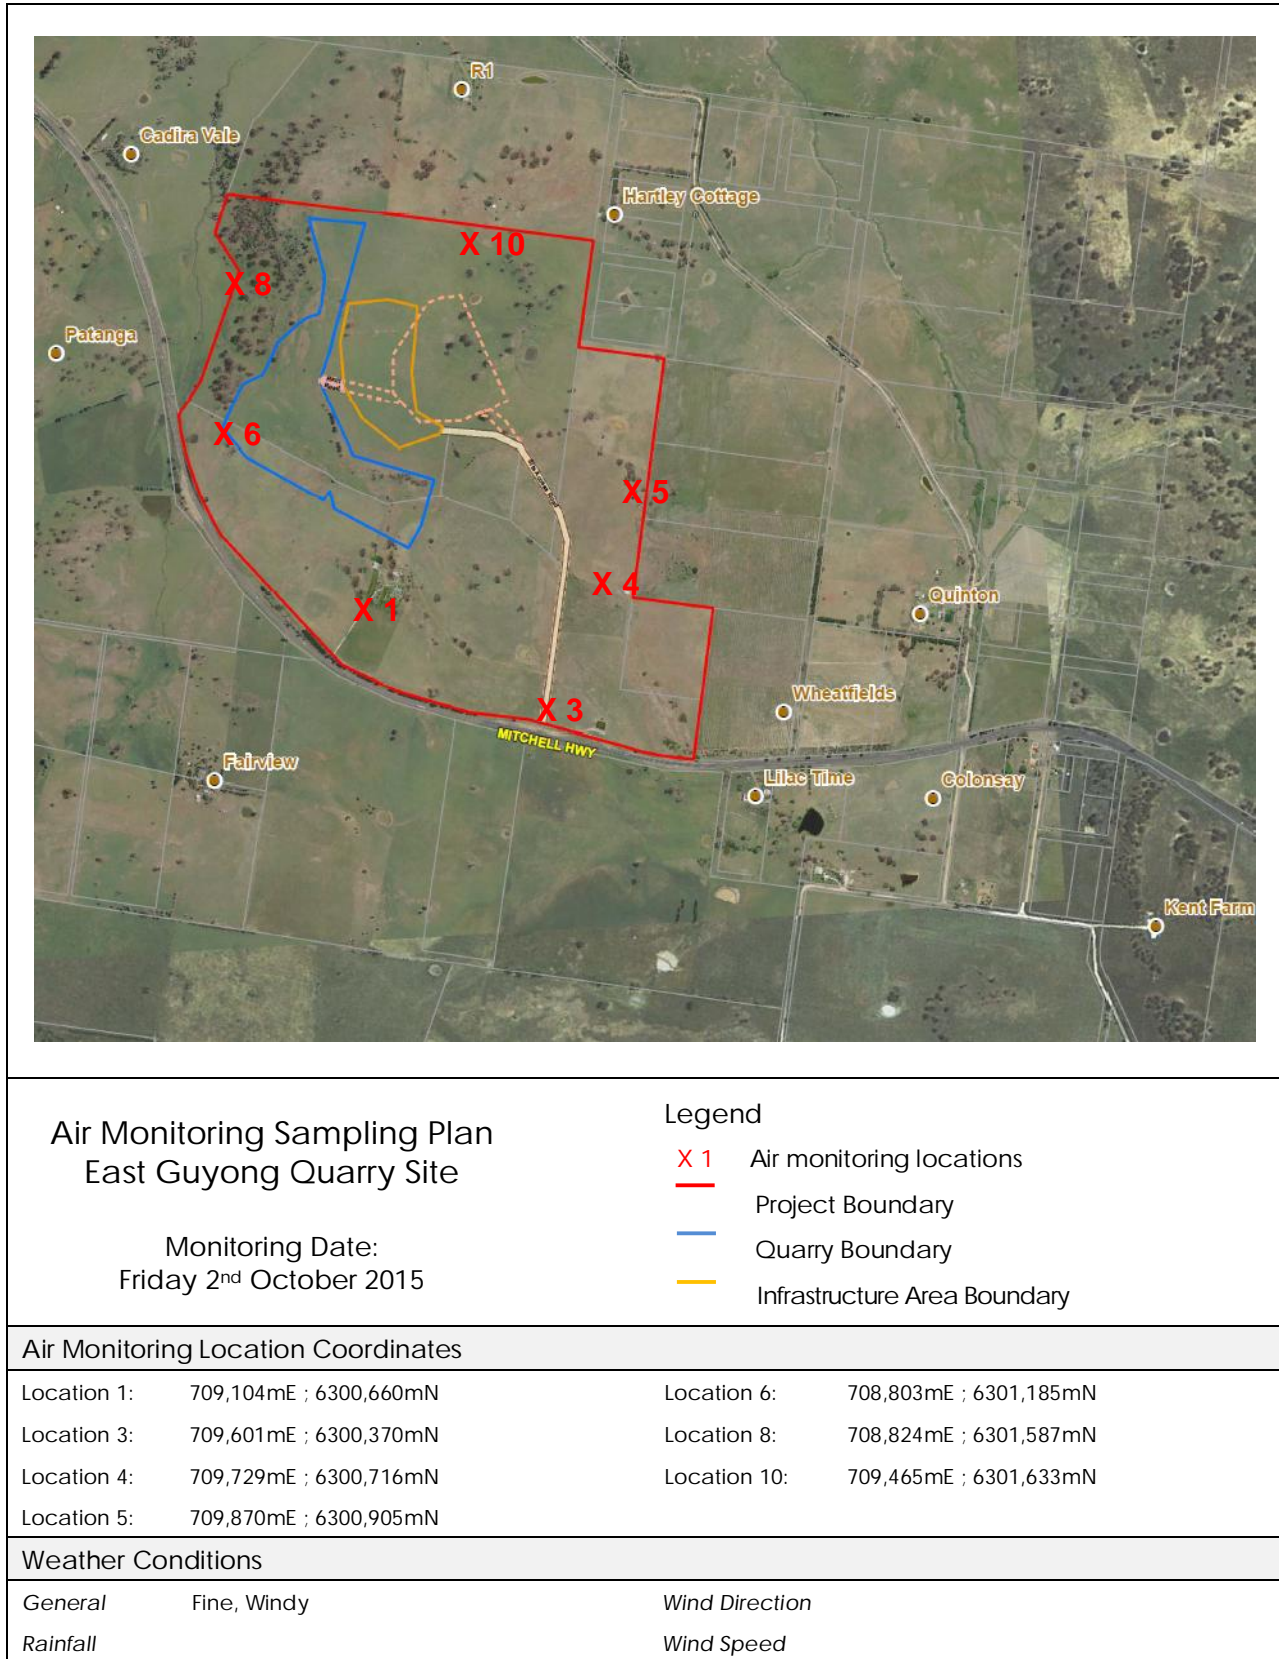 R1
Cadira Vale
Hartley Cottage
X 10
X 8
Patanga
X 6
X 5
X 4
X 1
Quinton
Wheatfields
X 3
MITCHELL HWY
Fairview
Lilac Time
Colonsay
Kent Farm
Air Monitoring Sampling Plan
East Guyong Quarry Site
Monitoring Date:
Friday 2nd October 2015
Legend
X 1 Air monitoring locations
Project Boundary
Quarry Boundary
Infrastructure Area Boundary
Air Monitoring Location Coordinates
Location 1: 709,104mE ; 6300,660mN
Location 6: 708,803mE ; 6301,185mN
Location 3: 709,601mE ; 6300,370mN
Location 8: 708,824mE ; 6301,587mN
Location 4: 709,729mE ; 6300,716mN
Location 10: 709,465mE ; 6301,633mN
Location 5: 709,870mE ; 6300,905mN
Weather Conditions
General Fine, Windy
Wind Direction
Rainfall
Wind Speed